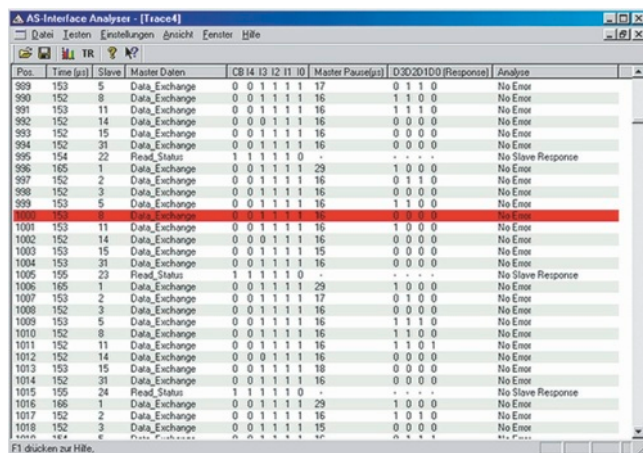 AS-Interface Analyser - [Trace4]
Datei Testen Einstellungen Ansicht Fenster Hilfe
TR
Pos. Time (µs) Slave Master Daten CB I4 I3 I2 I1 I0 Master Pause(µs) D3D2D1D0 (Response) Analyse
989 153 5 Data_Exchange 0 0 1 1 1 1 17 0 1 1 0 No Error
990 152 8 Data_Exchange 0 0 1 1 1 1 16 1 1 0 0 No Error
991 153 11 Data_Exchange 0 0 1 1 1 1 16 1 1 1 0 No Error
992 152 14 Data_Exchange 0 0 0 1 1 1 16 0 0 0 0 No Error
993 152 15 Data_Exchange 0 0 1 1 1 1 16 0 0 0 0 No Error
994 152 31 Data_Exchange 0 0 1 1 1 1 16 0 0 0 0 No Error
995 154 22 Read_Status 1 1 1 1 1 0 - - - - - No Slave Response
996 165 1 Data_Exchange 0 0 1 1 1 1 29 1 0 0 0 No Error
997 152 2 Data_Exchange 0 0 1 1 1 1 16 0 1 1 0 No Error
998 152 3 Data_Exchange 0 0 1 1 1 1 16 0 0 0 0 No Error
999 153 5 Data_Exchange 0 0 1 1 1 1 16 1 1 0 0 No Error
1000 153 8 Data_Exchange 0 0 1 1 1 1 16 0 0 0 0 No Error
1001 153 11 Data_Exchange 0 0 1 1 1 1 16 1 0 0 0 No Error
1002 152 14 Data_Exchange 0 0 0 1 1 1 16 0 0 0 0 No Error
1003 152 15 Data_Exchange 0 0 1 1 1 1 15 0 0 0 0 No Error
1004 153 31 Data_Exchange 0 0 1 1 1 1 16 0 0 0 0 No Error
1005 155 23 Read_Status 1 1 1 1 1 0 - - - - - No Slave Response
1006 165 1 Data_Exchange 0 0 1 1 1 1 29 1 0 0 0 No Error
1007 153 2 Data_Exchange 0 0 1 1 1 1 17 0 1 0 0 No Error
1008 152 3 Data_Exchange 0 0 1 1 1 1 16 0 0 0 0 No Error
1009 153 5 Data_Exchange 0 0 1 1 1 1 16 1 1 1 0 No Error
1010 152 8 Data_Exchange 0 0 1 1 1 1 16 1 1 0 0 No Error
1011 152 11 Data_Exchange 0 0 1 1 1 1 16 1 1 0 1 No Error
1012 152 14 Data_Exchange 0 0 0 1 1 1 16 0 0 0 0 No Error
1013 153 15 Data_Exchange 0 0 1 1 1 1 18 0 0 0 0 No Error
1014 152 31 Data_Exchange 0 0 1 1 1 1 16 0 0 0 0 No Error
1015 155 24 Read_Status 1 1 1 1 1 0 - - - - - No Slave Response
1016 166 1 Data_Exchange 0 0 1 1 1 1 29 1 0 0 0 No Error
1017 152 2 Data_Exchange 0 0 1 1 1 1 16 1 0 1 0 No Error
1018 152 3 Data_Exchange 0 0 1 1 1 1 15 0 0 0 0 No Error
F1 drücken zur Hilfe.